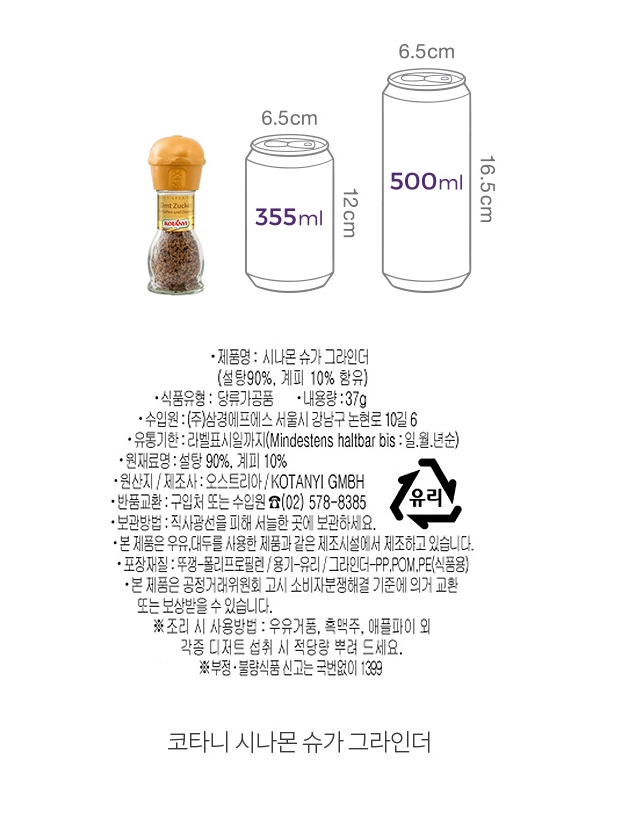 6.5cm
6.5cm
500ml
16.5cm
355ml
12cm
KOTÁNYI
•제품명 : 시나몬 슈가 그라인더
(설탕90%, 계피 10% 함유)
•식품유형 : 당류가공품 •내용량 : 37g
•수입원 : (주)삼경에프에스 서울시 강남구 논현로 10길 6
•유통기한 : 라벨표시일까지(Mindestens haltbar bis : 일.월.년순)
•원재료명 : 설탕 90%, 계피 10%
•원산지 / 제조사 : 오스트리아 / KOTANYI GMBH
•반품교환 : 구입처 또는 수입원 ☎(02) 578-8385
•보관방법 : 직사광선을 피해 서늘한 곳에 보관하세요.
유리
•본 제품은 우유,대두를 사용한 제품과 같은 제조시설에서 제조하고 있습니다.
•포장재질 : 뚜껑-폴리프로필렌 / 용기-유리 / 그라인더-PP,POM,PE(식품용)
•본 제품은 공정거래위원회 고시 소비자분쟁해결 기준에 의거 교환
또는 보상받을 수 있습니다.
※조리 시 사용방법 : 우유거품, 흑맥주, 애플파이 외
각종 디저트 섭취 시 적당량 뿌려 드세요.
※부정•불량식품 신고는 국번없이 1399
코타니 시나몬 슈가 그라인더